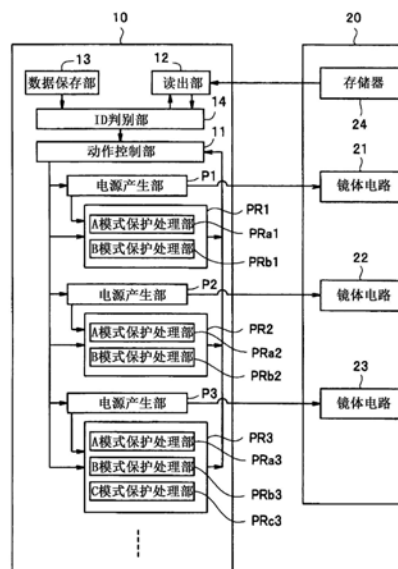 10
20
13
12
数据保存部
读出部
存储器
14
24
ID判别部
11
21
动作控制部
电源产生部
P1
镜体电路
PR1
A模式保护处理部
PRa1
B模式保护处理部
PRb1
22
电源产生部
P2
镜体电路
PR2
A模式保护处理部
PRa2
B模式保护处理部
PRb2
23
电源产生部
P3
镜体电路
PR3
A模式保护处理部
PRa3
B模式保护处理部
PRb3
C模式保护处理部
PRc3